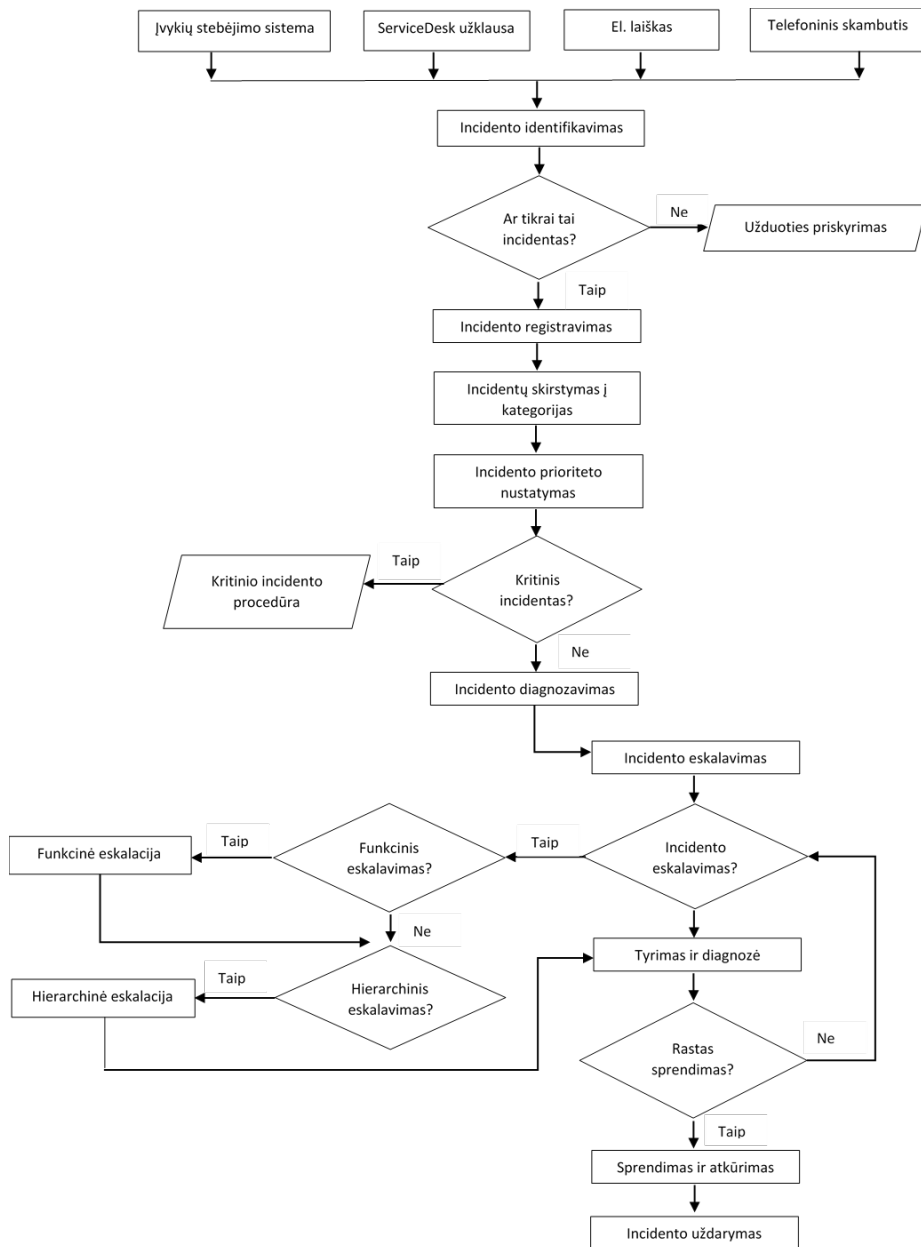 Įvykių stebėjimo sistema
ServiceDesk užklausa
El. laiškas
Telefoninis skambutis
Incidento identifikavimas
Ar tikrai tai
incidentas?
Ne
Užduoties priskyrimas
Taip
Incidento registravimas
Incidentų skirstymas į
kategorijas
Incidento prioriteto
nustatymas
Taip
Kritinio incidento
procedūra
Kritinis
incidentas?
Ne
Incidento diagnozavimas
Incidento eskalavimas
Funkcinė eskalacija
Taip
Funkcinis
eskalavimas?
Taip
Incidento
eskalavimas?
Ne
Tyrimas ir diagnozė
Hierarchinė eskalacija
Taip
Hierarchinis
eskalavimas?
Rastas
sprendimas?
Ne
Taip
Sprendimas ir atkūrimas
Incidento uždarymas